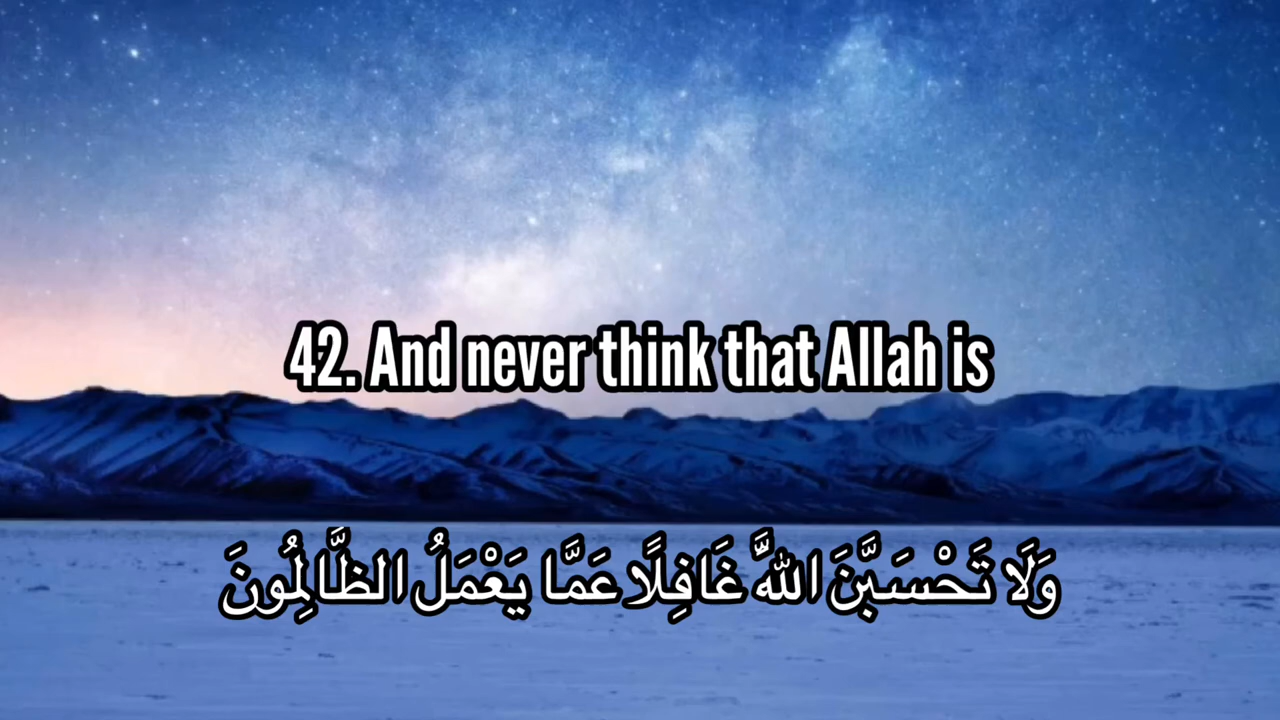 42. And never think that Allah is
وَلَا تَحْسَبَنَّ اللَّهَ غَافِلًا عَمَّا يَعْمَلُ الظَّالِمُونَ